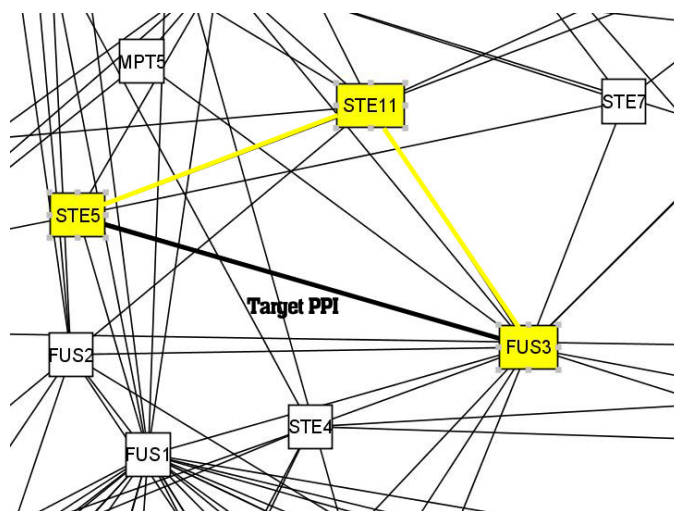 MPT5
STE11
STE7
STE5
Target PPI
FUS2
FUS3
STE4
FUS1